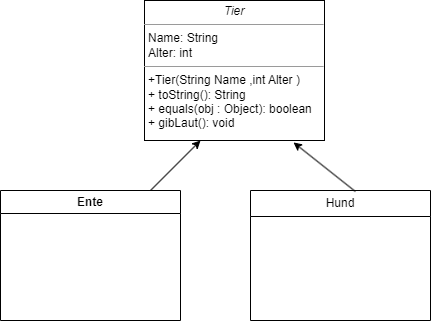 Tier
Name: String
Alter: int
+Tier(String Name ,int Alter )
+ toString(): String
+ equals(obj : Object): boolean
+ gibLaut(): void
Ente
Hund